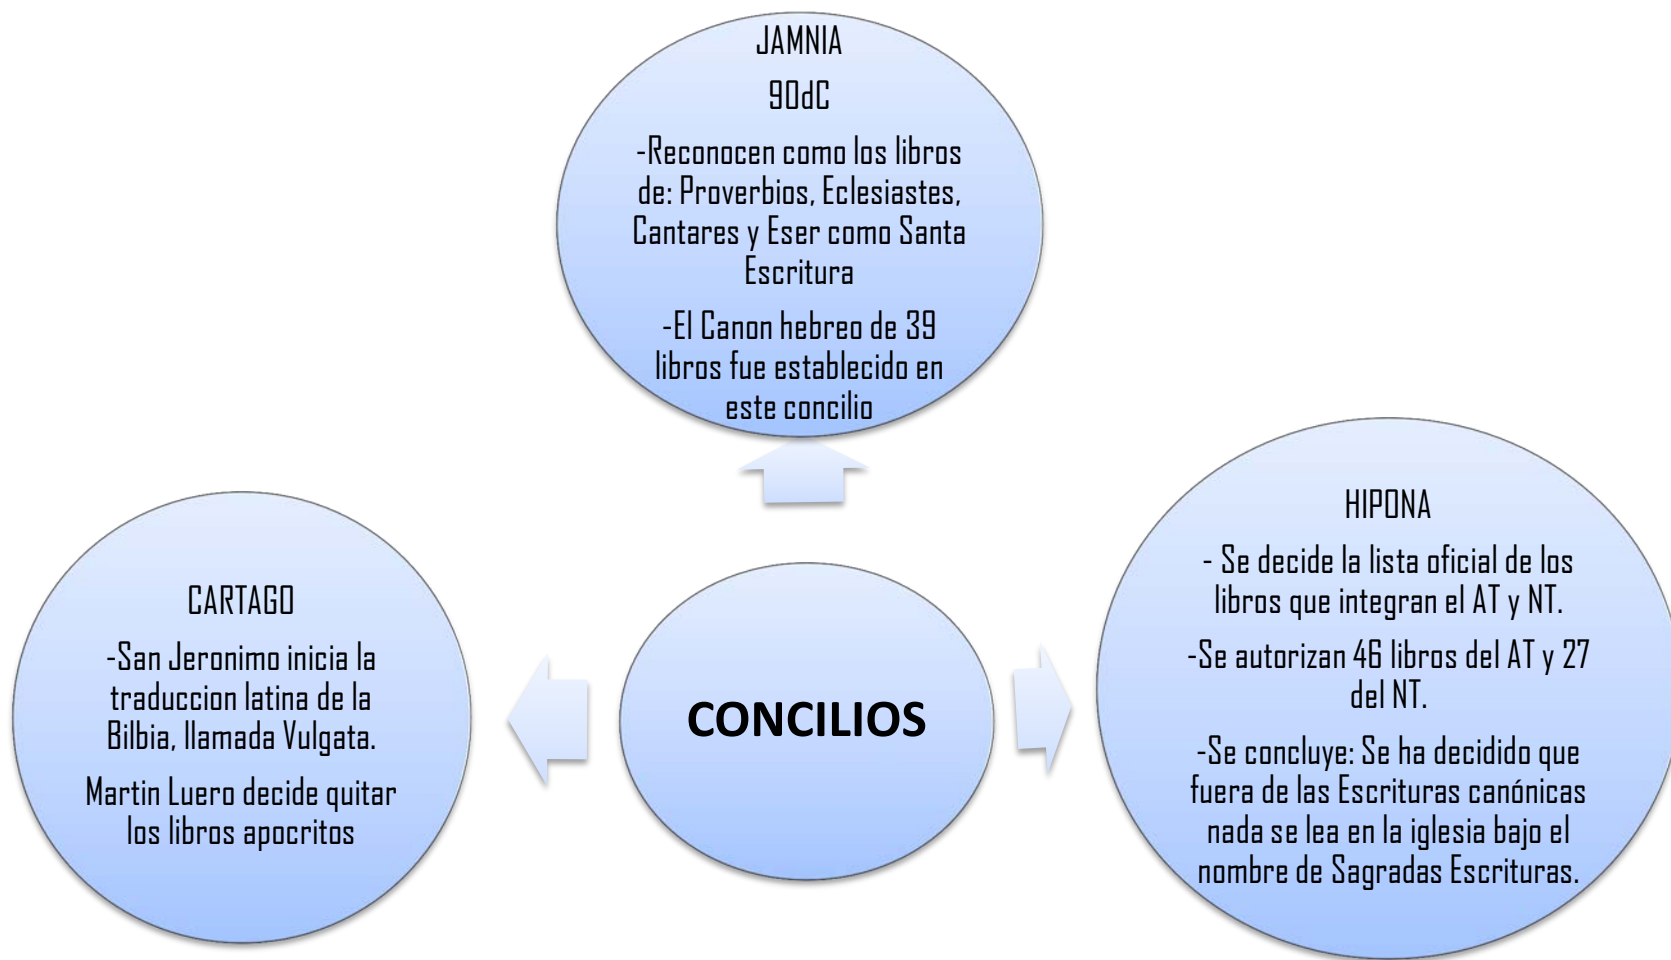 JAMNIA
90dC
-Reconocen como los libros
de: Proverbios, Eclesiastes,
Cantares y Eser como Santa
Escritura
-El Canon hebreo de 39
libros fue establecido en
este concilio
HIPONA
- Se decide la lista oficial de los
libros que integran el AT y NT.
-Se autorizan 46 libros del AT y 27
del NT.
-Se concluye: Se ha decidido que
fuera de las Escrituras canónicas
nada se lea en la iglesia bajo el
nombre de Sagradas Escrituras.
CARTAGO
-San Jeronimo inicia la
traduccion latina de la
Bilbia, llamada Vulgata.
Martin Luero decide quitar
los libros apocritos
CONCILIOS